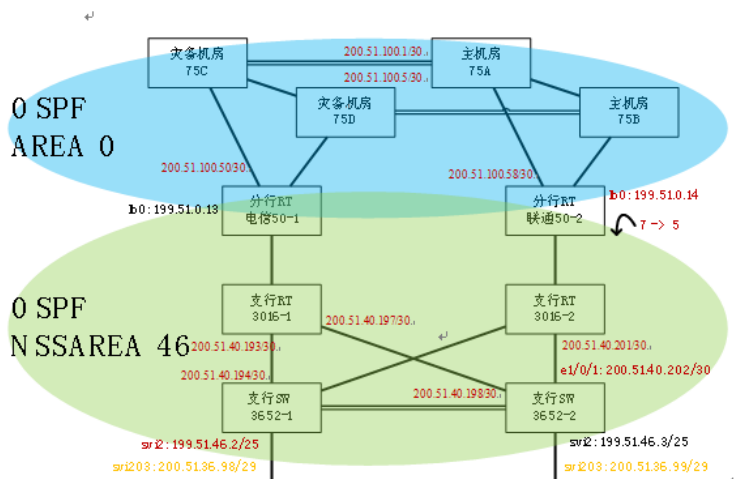 灾备机房
75C
200.51.100.1/30
200.51.100.5/30
主机房
75A
灾备机房
75D
主机房
75B
O SPF
AREA 0
200.51.100.50/30
200.51.100.58/30
lb0:199.51.0.13
分行RT
电信50-1
分行RT
联通50-2
lb0:199.51.0.14
7 -> 5
O SPF
N SSAREA 46
支行RT
3016-1
200.51.40.197/30
支行RT
3016-2
200.51.40.193/30
200.51.40.201/30
200.51.40.194/30
e1/0/1:200.51.40.202/30
支行SW
3652-1
200.51.40.198/30
支行SW
3652-2
svi2:199.51.46.2/25
svi2:199.51.46.3/25
svi203:200.51.36.98/29
svi203:200.51.36.99/29